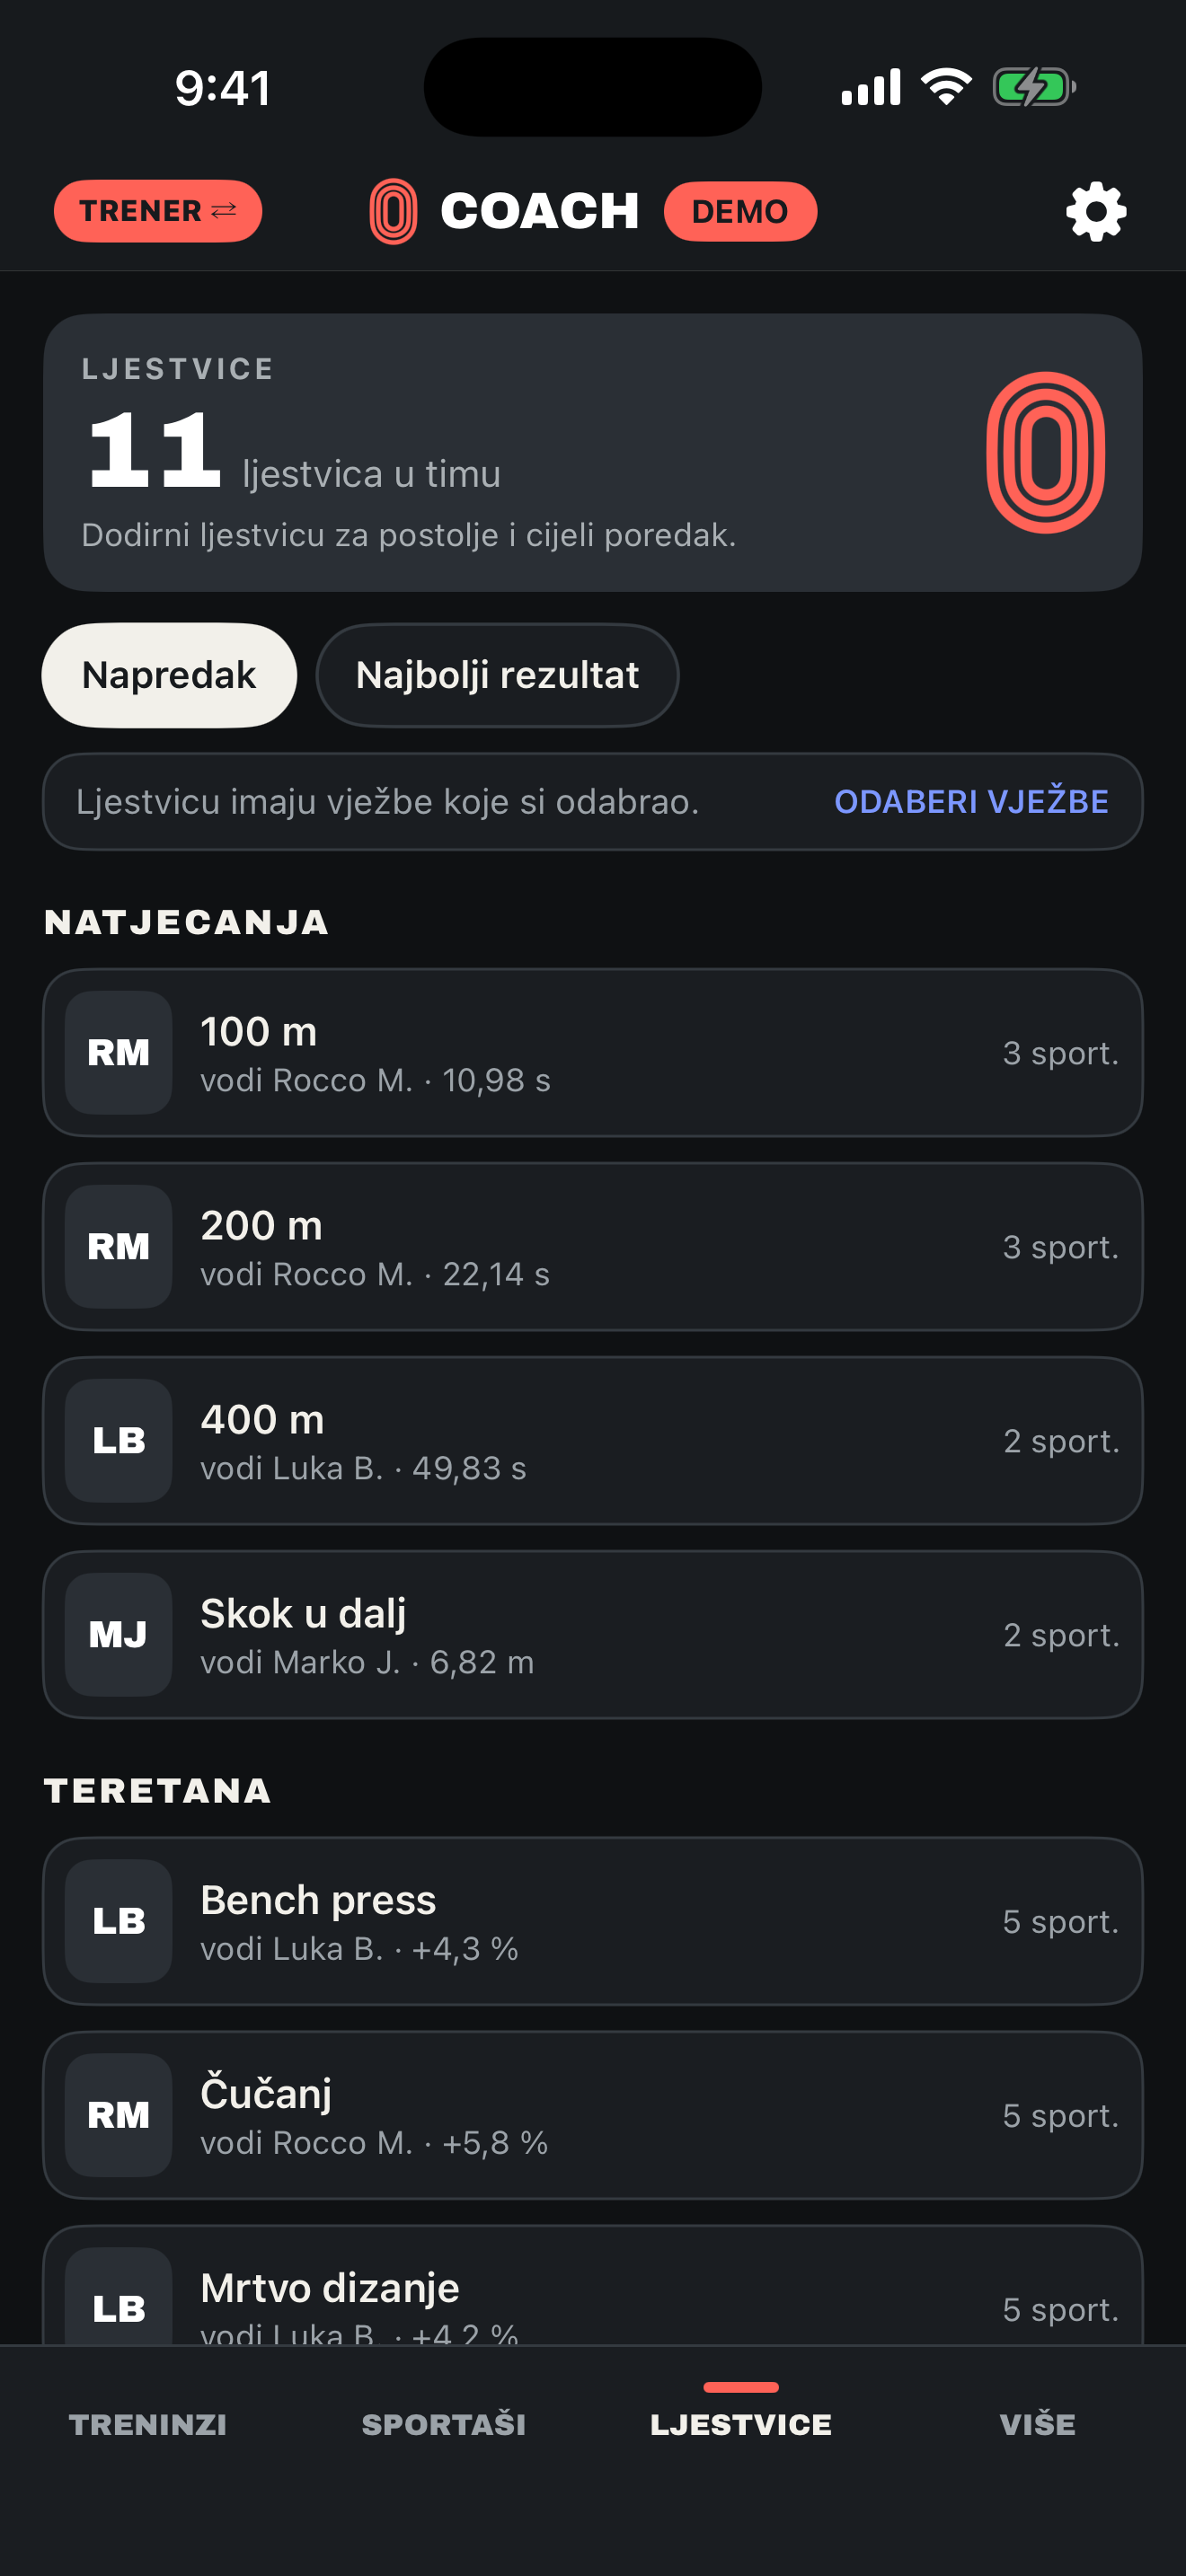 9:41
TRENER ⇄ COACH DEMO
LJESTVICE
11 ljestvica u timu
Dodirni ljestvicu za postolje i cijeli poredak.
Napredak Najbolji rezultat
Ljestvicu imaju vježbe koje si odabrao. ODABERI VJEŽBE
NATJECANJA
RM 100 m 3 sport.
vodi Rocco M. · 10,98 s
RM 200 m 3 sport.
vodi Rocco M. · 22,14 s
LB 400 m 2 sport.
vodi Luka B. · 49,83 s
MJ Skok u dalj 2 sport.
vodi Marko J. · 6,82 m
TERETANA
LB Bench press 5 sport.
vodi Luka B. · +4,3 %
RM Čučanj 5 sport.
vodi Rocco M. · +5,8 %
LB Mrtvo dizanje 5 sport.
vodi Luka B. · +4,2 %
TRENINZI SPORTAŠI LJESTVICE VIŠE